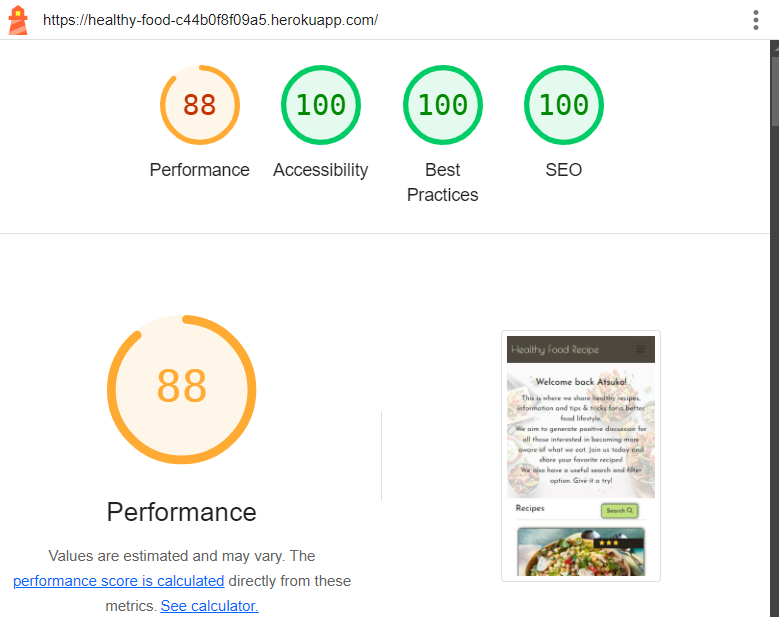 https://healthy-food-c44b0f8f09a5.herokuapp.com/
88
100
100
100
Performance
Accessibility
Best
Practices
SEO
88
Performance
Values are estimated and may vary. The
performance score is calculated directly from these
metrics. See calculator.
Healthy Food Recipe
Welcome back Atsuko!
This is where we share healthy recipes,
information and tips & tricks for a better
food lifestyle.
We aim to generate positive discussion for
all those interested in becoming more
aware of what we eat. Join us today and
share your favorite recipes!
We also have a useful search and filter
option. Give it a try!
Recipes
Search